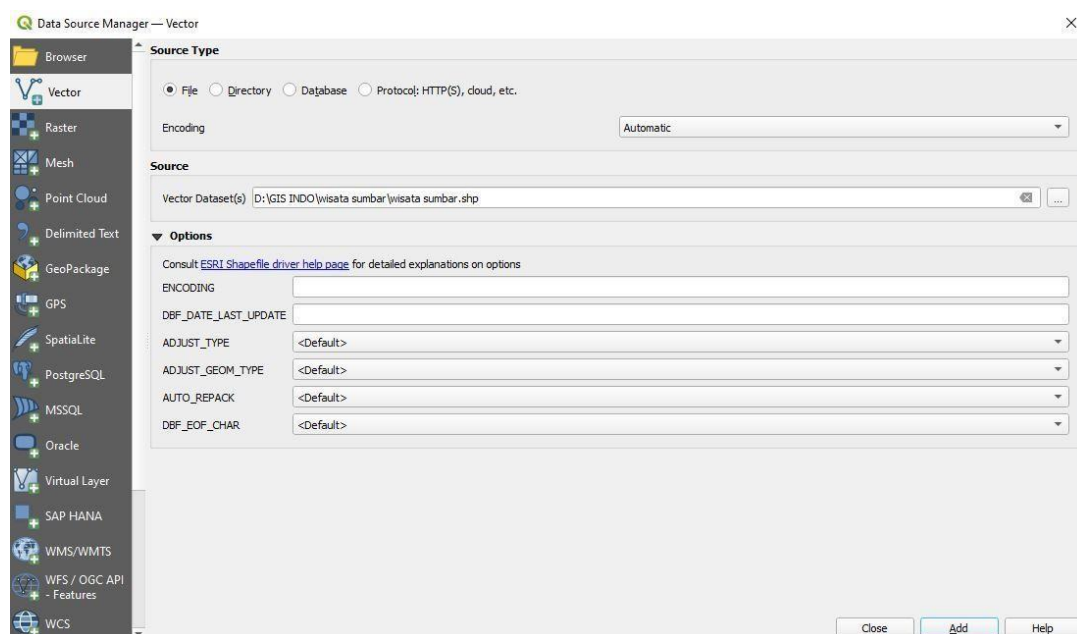 Data Source Manager — Vector
Browser
Vector
Raster
Mesh
Point Cloud
Delimited Text
GeoPackage
GPS
SpatiaLite
PostgreSQL
MSSQL
Oracle
Virtual Layer
SAP HANA
WMS/WMTS
WFS / OGC API
- Features
WCS
Source Type
File Directory Database Protocol: HTTP(S), cloud, etc.
Encoding Automatic
Source
Vector Dataset(s) D:\GIS INDO\wisata sumbar\wisata sumbar.shp ...
Options
Consult ESRI Shapefile driver help page for detailed explanations on options
ENCODING
DBF_DATE_LAST_UPDATE
ADJUST_TYPE <Default>
ADJUST_GEOM_TYPE <Default>
AUTO_REPACK <Default>
DBF_EOF_CHAR <Default>
Close Add Help